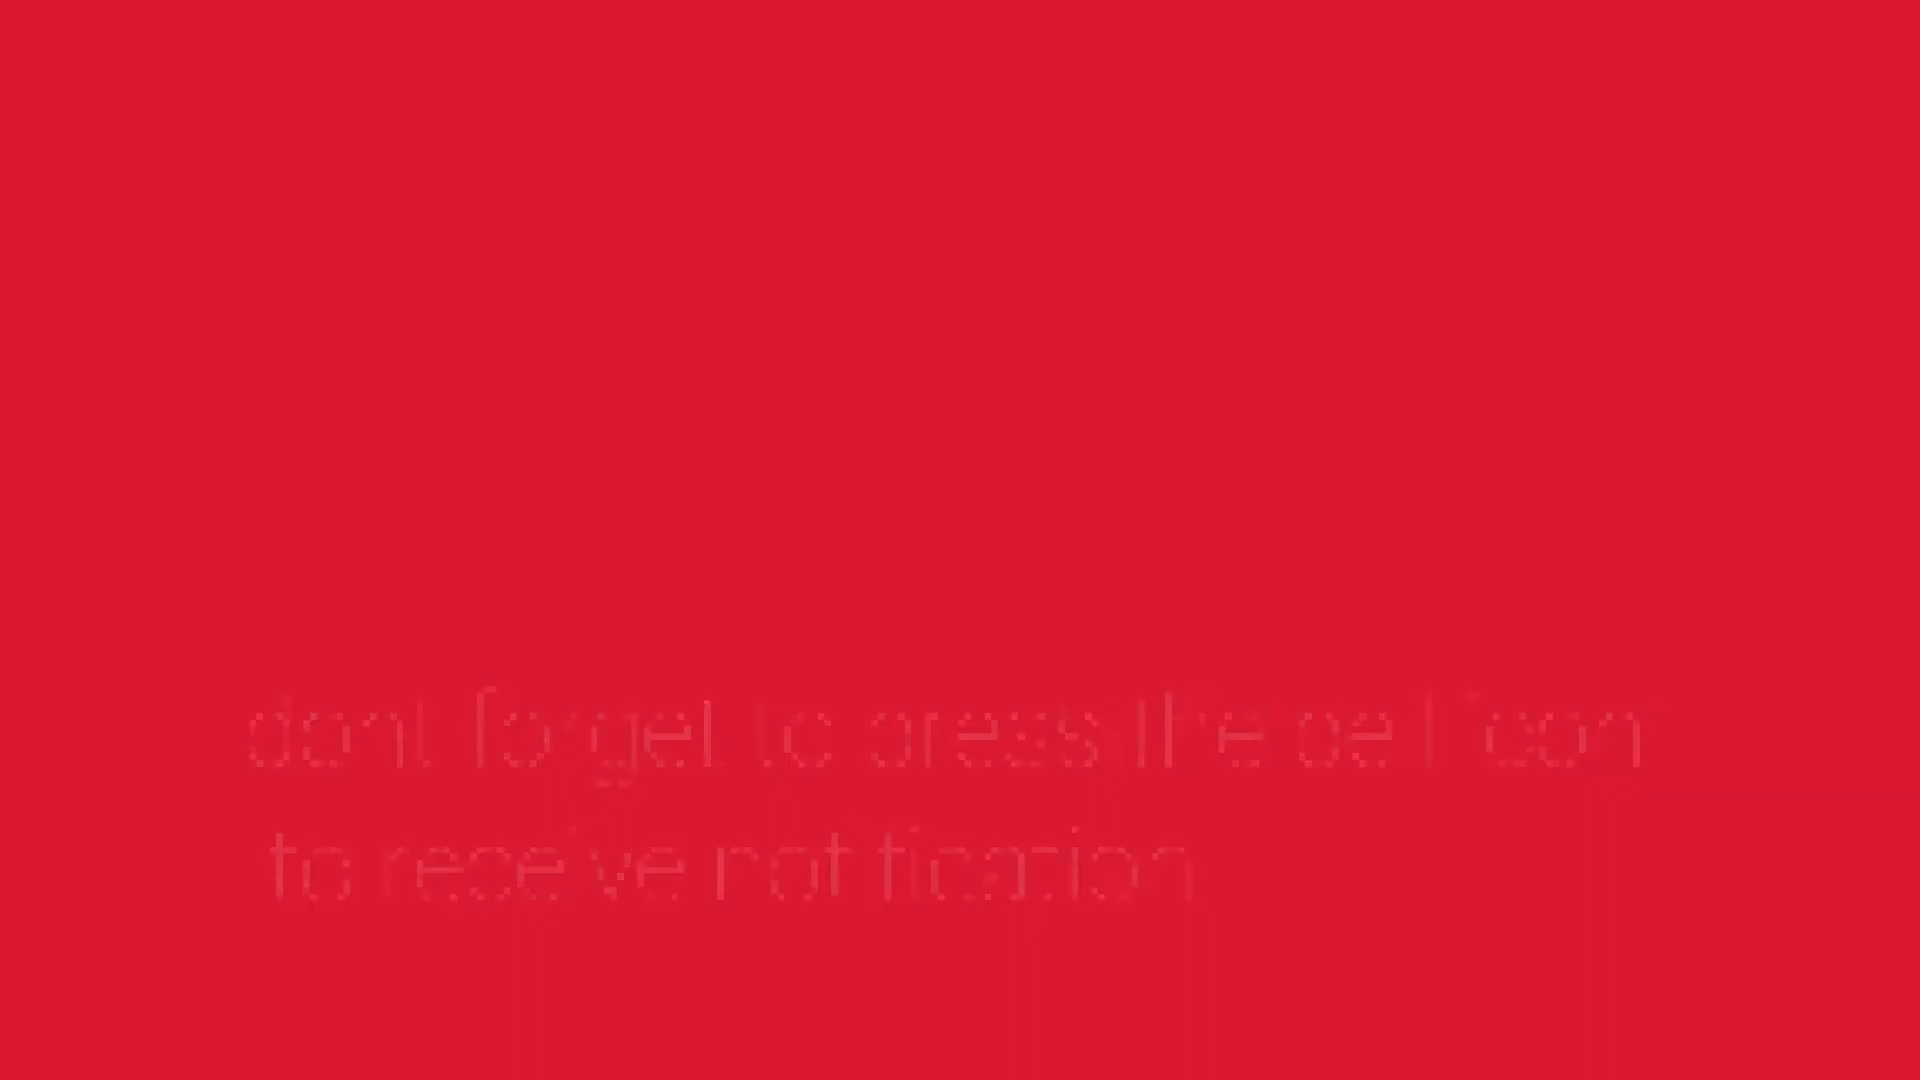 dont forget to press the bell icon
to receive notification